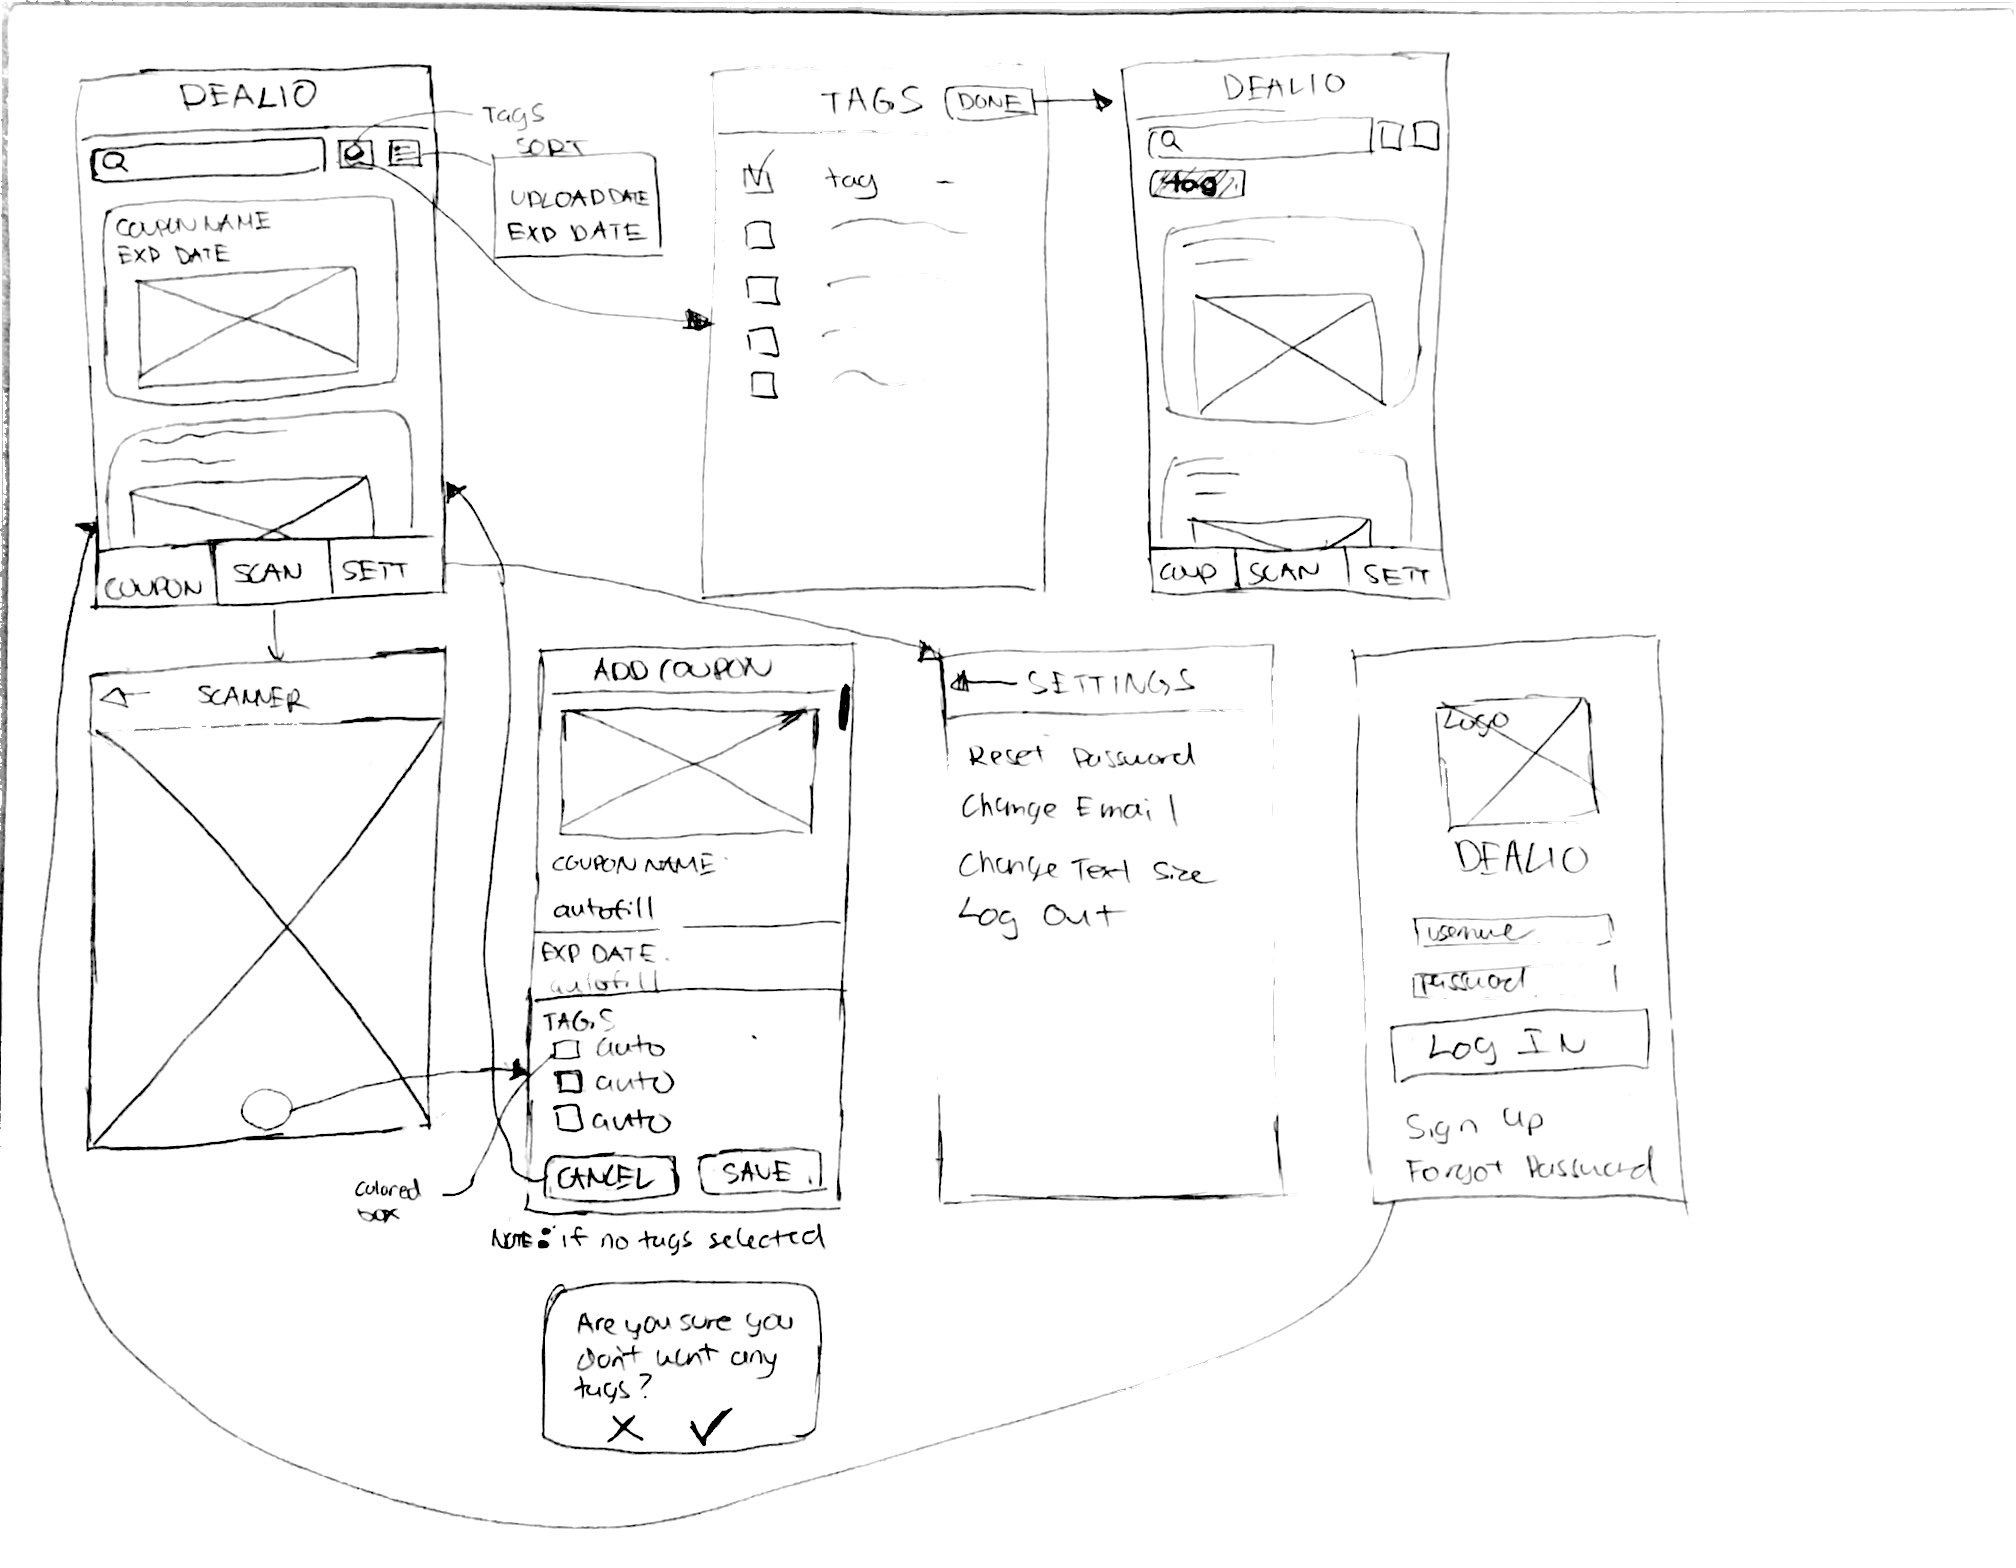 DEALIO
Tags
SORT
UPLOAD DATE
EXP DATE
COUPON NAME
EXP DATE
COUPON
SCAN
SETT
TAGS
DONE
tag
DEALIO
tag
COUP
SCAN
SETT
SCANNER
ADD COUPON
COUPON NAME
autofill
EXP DATE
autofill
TAGS
auto
auto
auto
CANCEL
SAVE
colored
box
NOTE: if no tags selected
Are you sure you
don't want any
tags?
SETTINGS
Reset Password
Change Email
Change Text Size
Log Out
Logo
DEALIO
password
LOG IN
Sign Up
Forgot Password